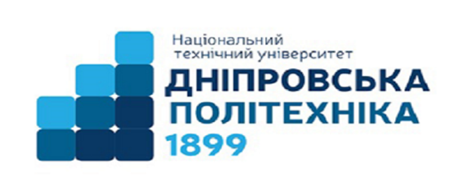 Національний
технічний університет
ДНІПРОВСЬКА
ПОЛІТЕХНІКА
1899